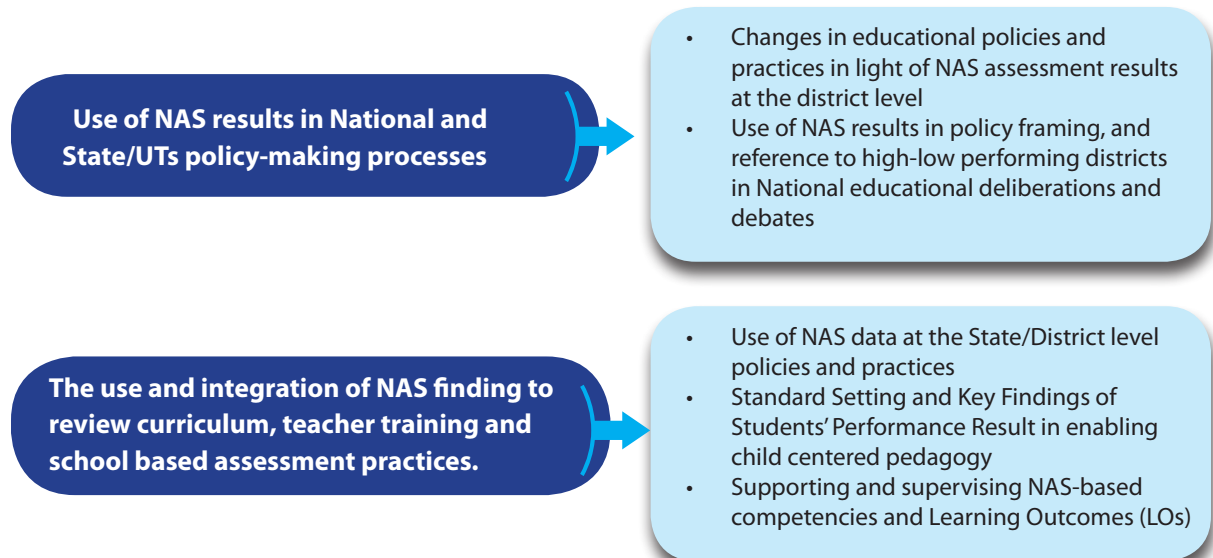 Use of NAS results in National and
State/UTs policy-making processes
• Changes in educational policies and
practices in light of NAS assessment results
at the district level
• Use of NAS results in policy framing, and
reference to high-low performing districts
in National educational deliberations and
debates
The use and integration of NAS finding to
review curriculum, teacher training and
school based assessment practices.
• Use of NAS data at the State/District level
policies and practices
• Standard Setting and Key Findings of
Students’ Performance Result in enabling
child centered pedagogy
• Supporting and supervising NAS-based
competencies and Learning Outcomes (LOs)